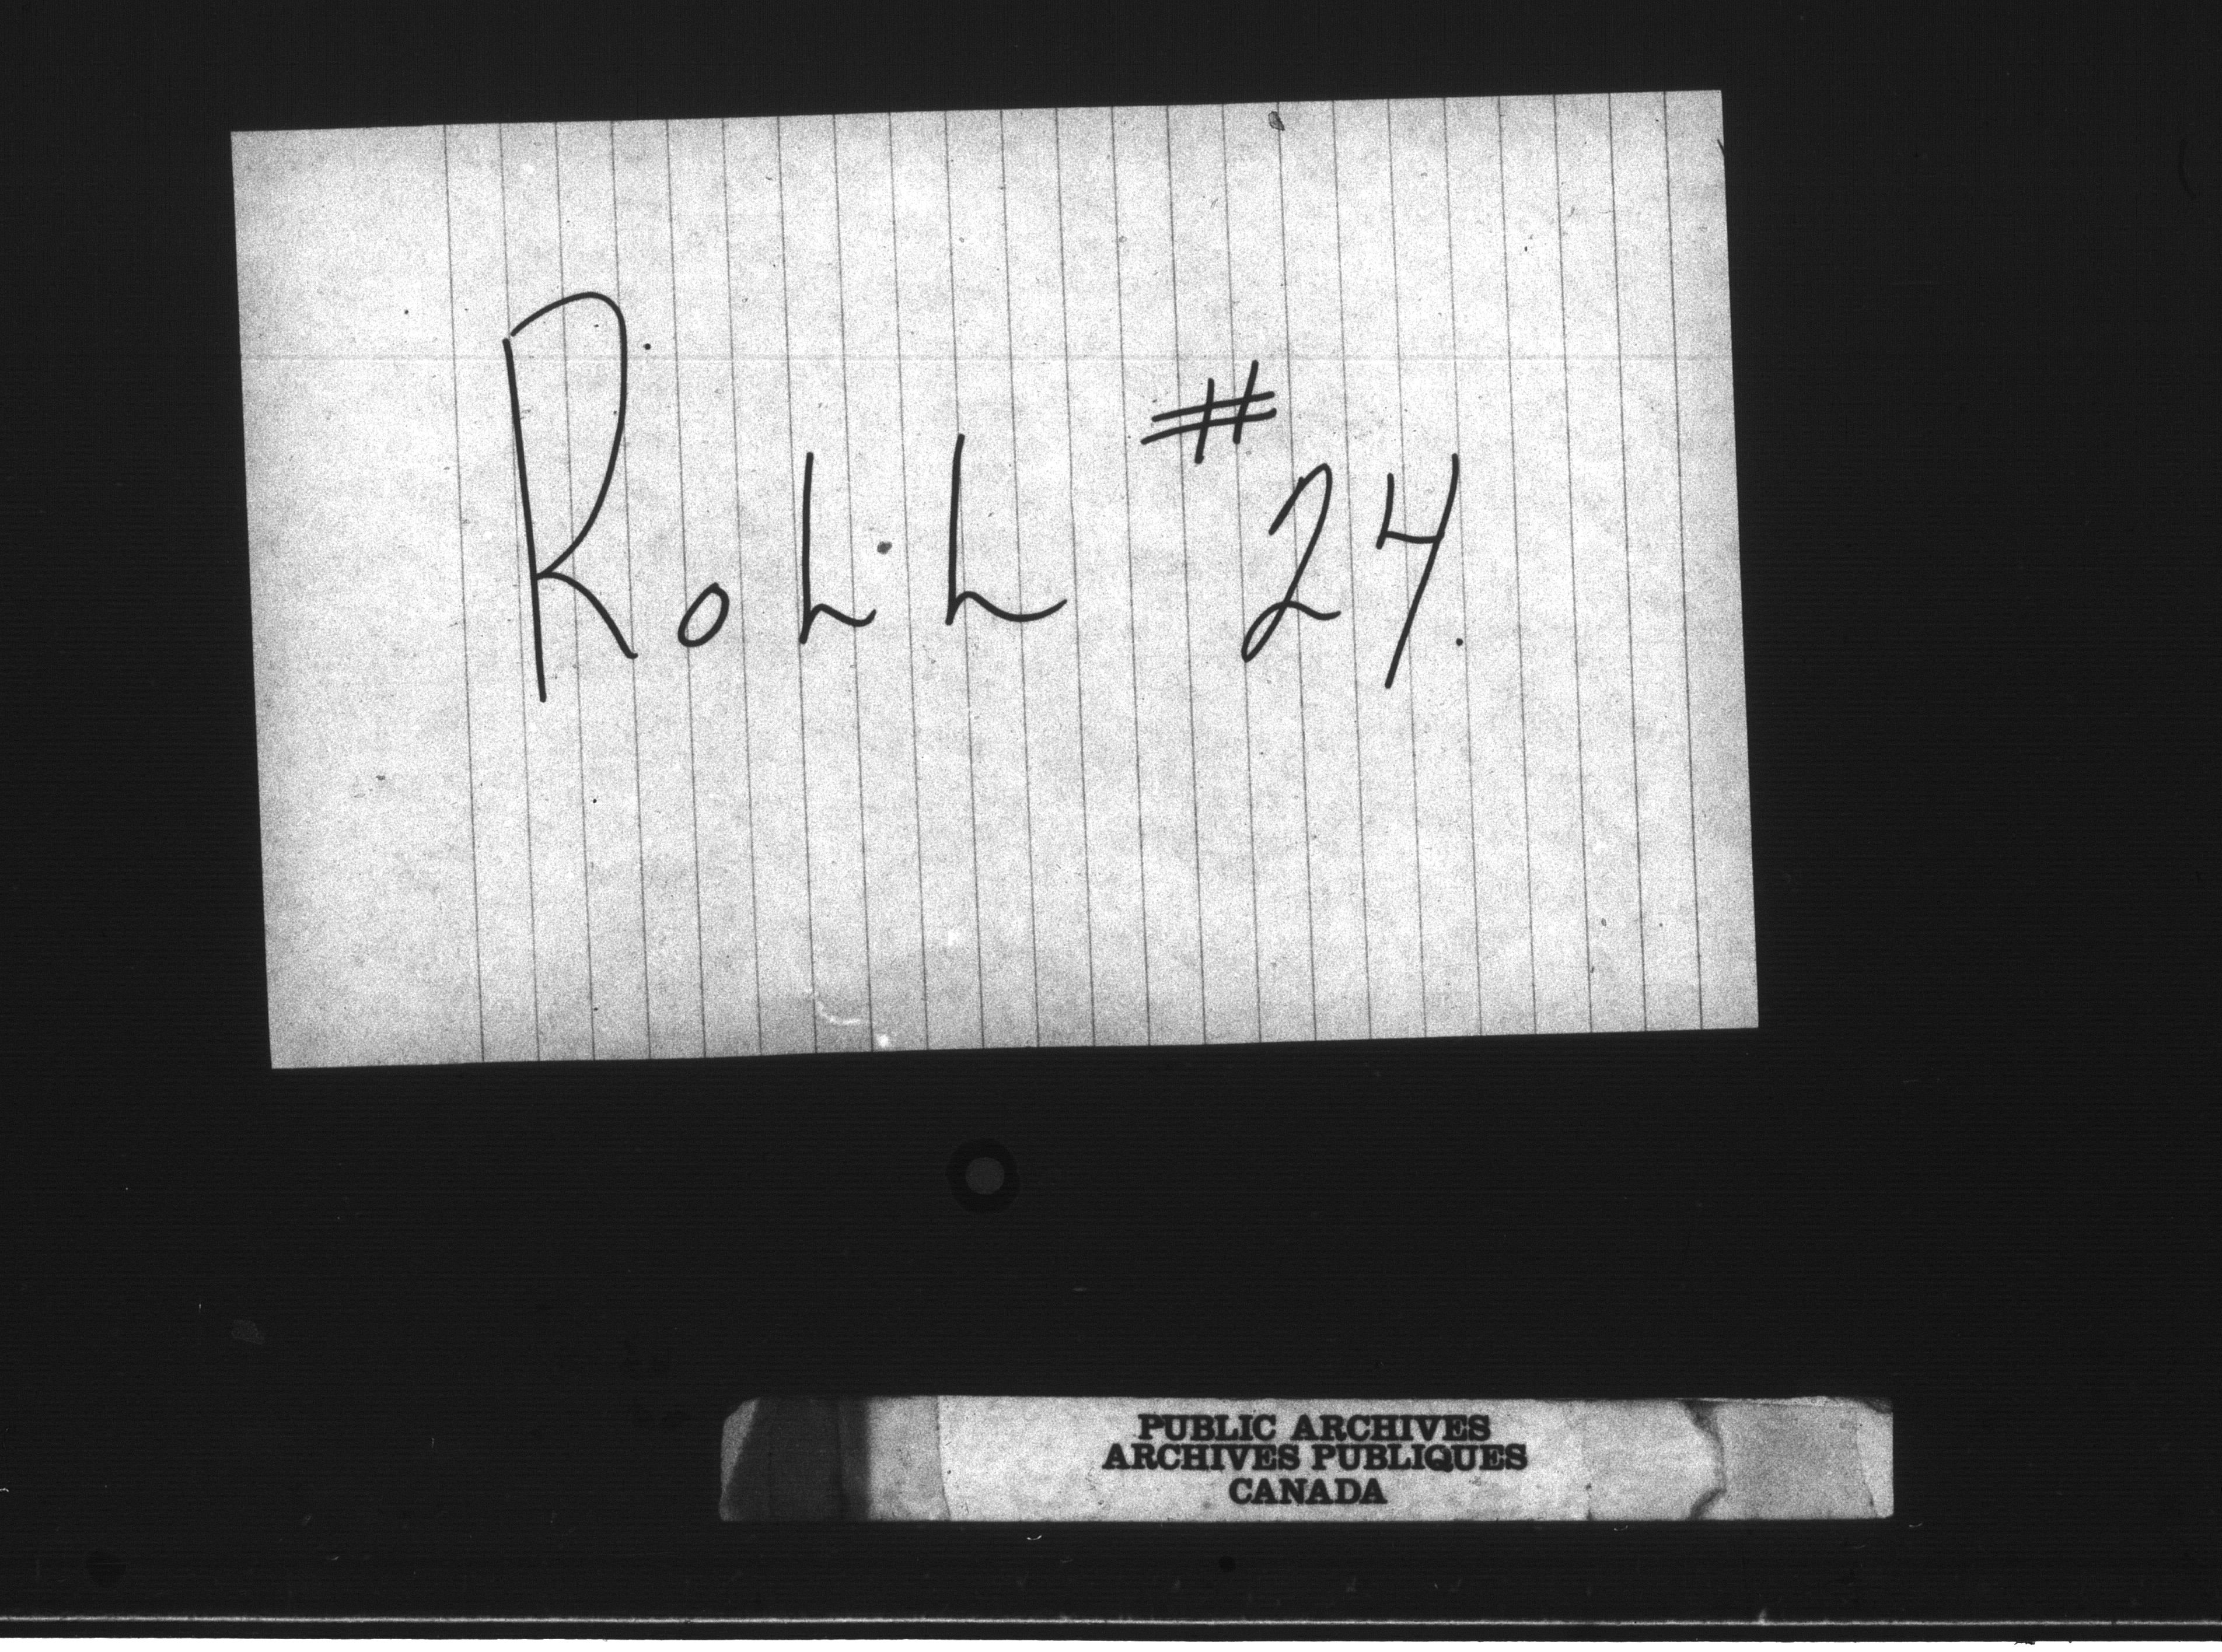 RoLL #24.
PUBLIC ARCHIVES
ARCHIVES PUBLIQUES
CANADA